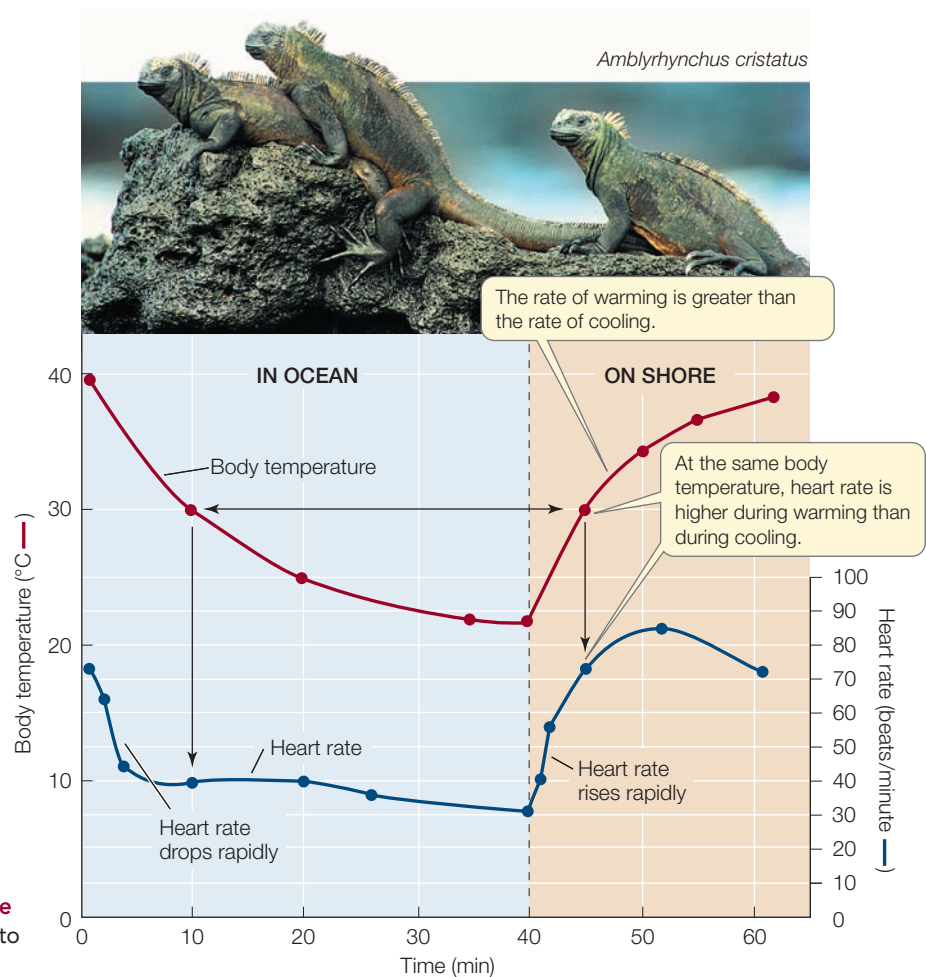 Amblyrhynchus cristatus
The rate of warming is greater than
the rate of cooling.
IN OCEAN
ON SHORE
Body temperature
At the same body
temperature, heart rate is
higher during warming than
during cooling.
Heart rate
Heart rate
drops rapidly
Heart rate
rises rapidly
Body temperature (°C —)
40
30
20
10
0
100
90
80
70
60
50
40
30
20
10
0
Heart rate (beats/minute —)
0 10 20 30 40 50 60
Time (min)
e
to